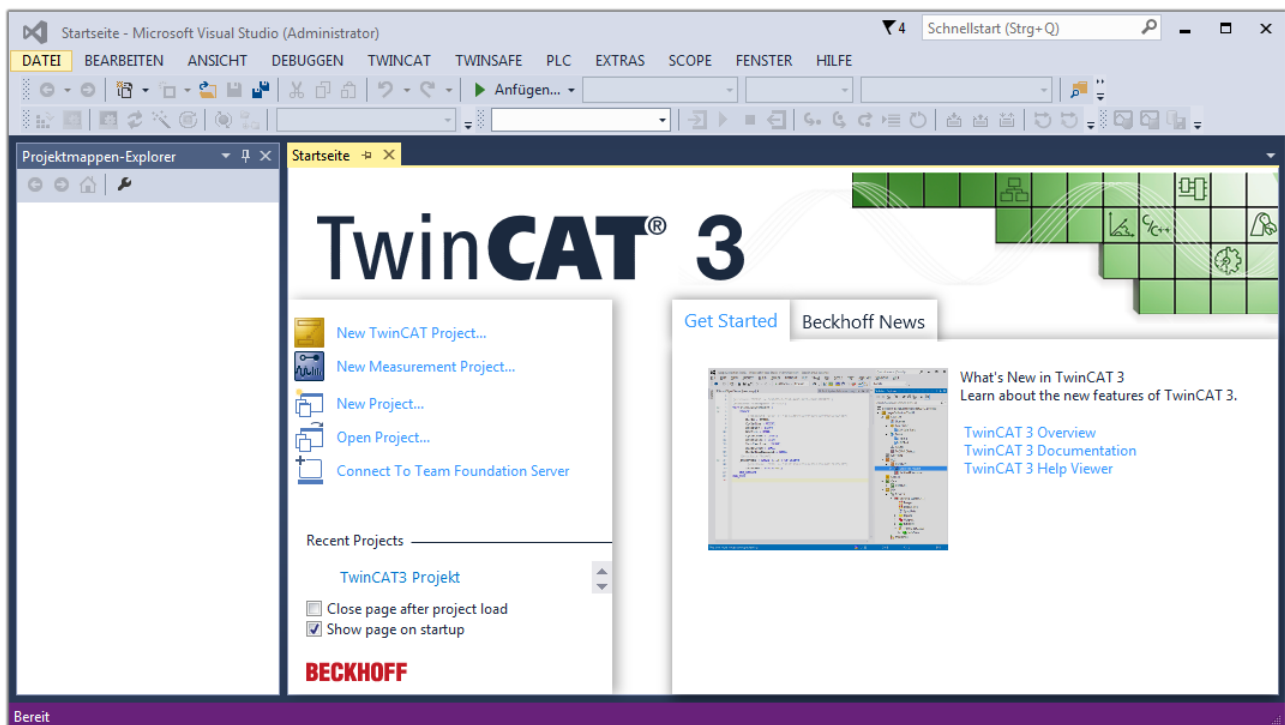 Startseite - Microsoft Visual Studio (Administrator)
4
Schnellstart (Strg+Q)
DATEI BEARBEITEN ANSICHT DEBUGGEN TWINCAT TWINSAFE PLC EXTRAS SCOPE FENSTER HILFE
Anfügen...
Projektmappen-Explorer
Startseite
TwinCAT® 3
C/C++
New TwinCAT Project...
New Measurement Project...
New Project...
Open Project...
Connect To Team Foundation Server
Recent Projects
TwinCAT3 Projekt
Close page after project load
Show page on startup
BECKHOFF
Get Started
Beckhoff News
What's New in TwinCAT 3
Learn about the new features of TwinCAT 3.
TwinCAT 3 Overview
TwinCAT 3 Documentation
TwinCAT 3 Help Viewer
Bereit